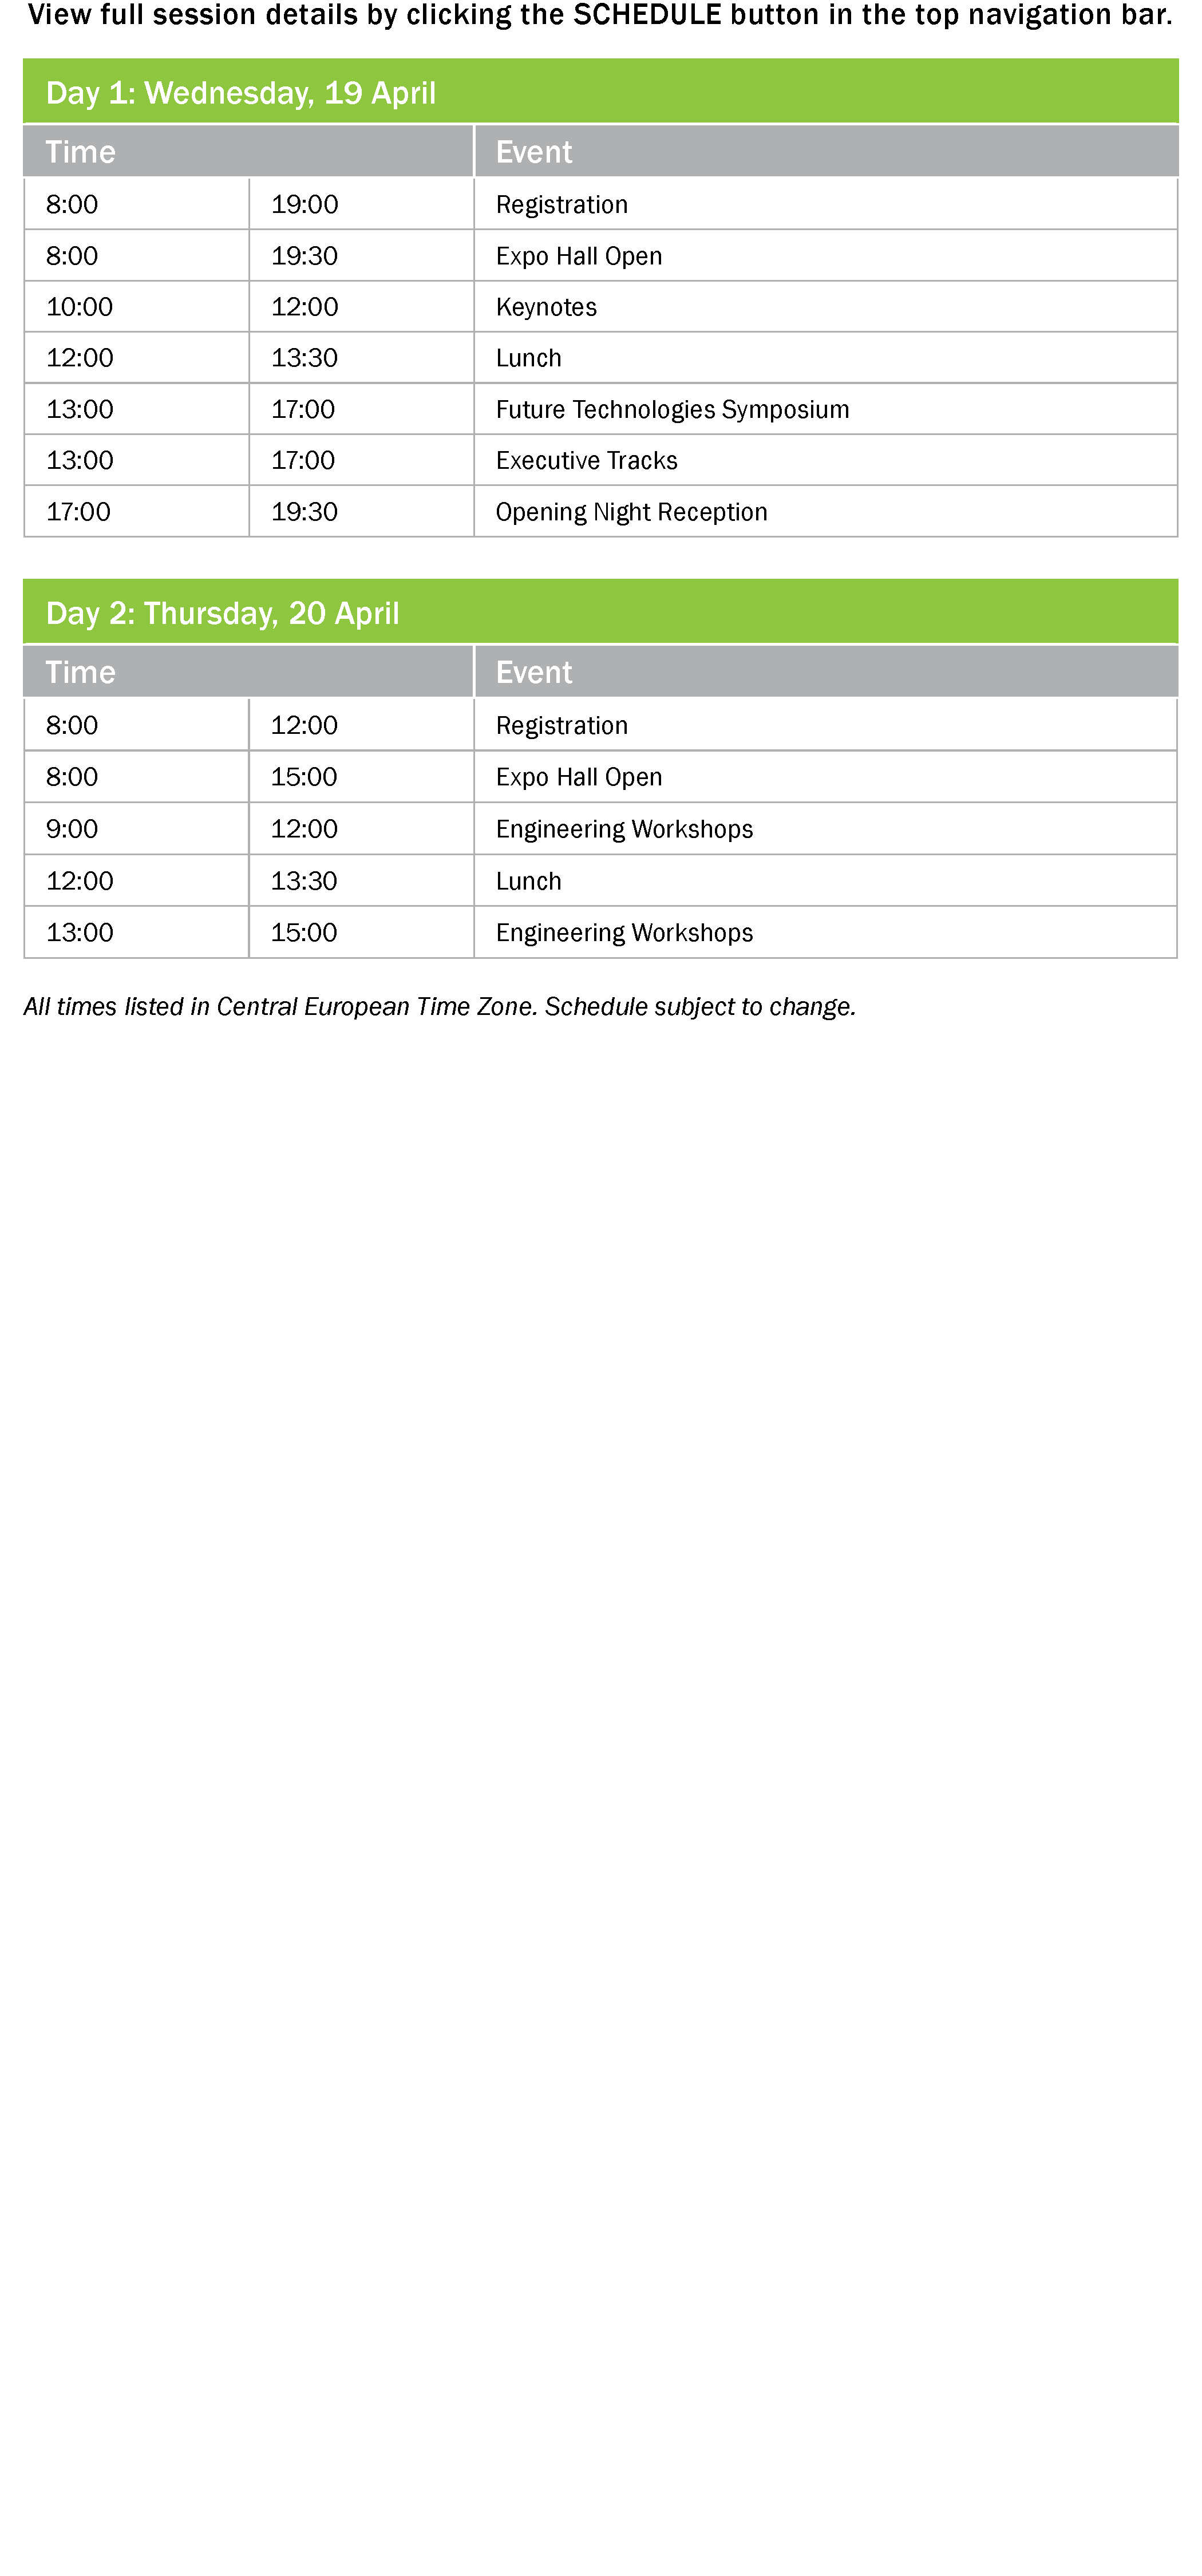 View full session details by clicking the SCHEDULE button in the top navigation bar.
Day 1: Wednesday, 19 April
Time Event
8:00 19:00 Registration
8:00 19:30 Expo Hall Open
10:00 12:00 Keynotes
12:00 13:30 Lunch
13:00 17:00 Future Technologies Symposium
13:00 17:00 Executive Tracks
17:00 19:30 Opening Night Reception
Day 2: Thursday, 20 April
Time Event
8:00 12:00 Registration
8:00 15:00 Expo Hall Open
9:00 12:00 Engineering Workshops
12:00 13:30 Lunch
13:00 15:00 Engineering Workshops
All times listed in Central European Time Zone. Schedule subject to change.